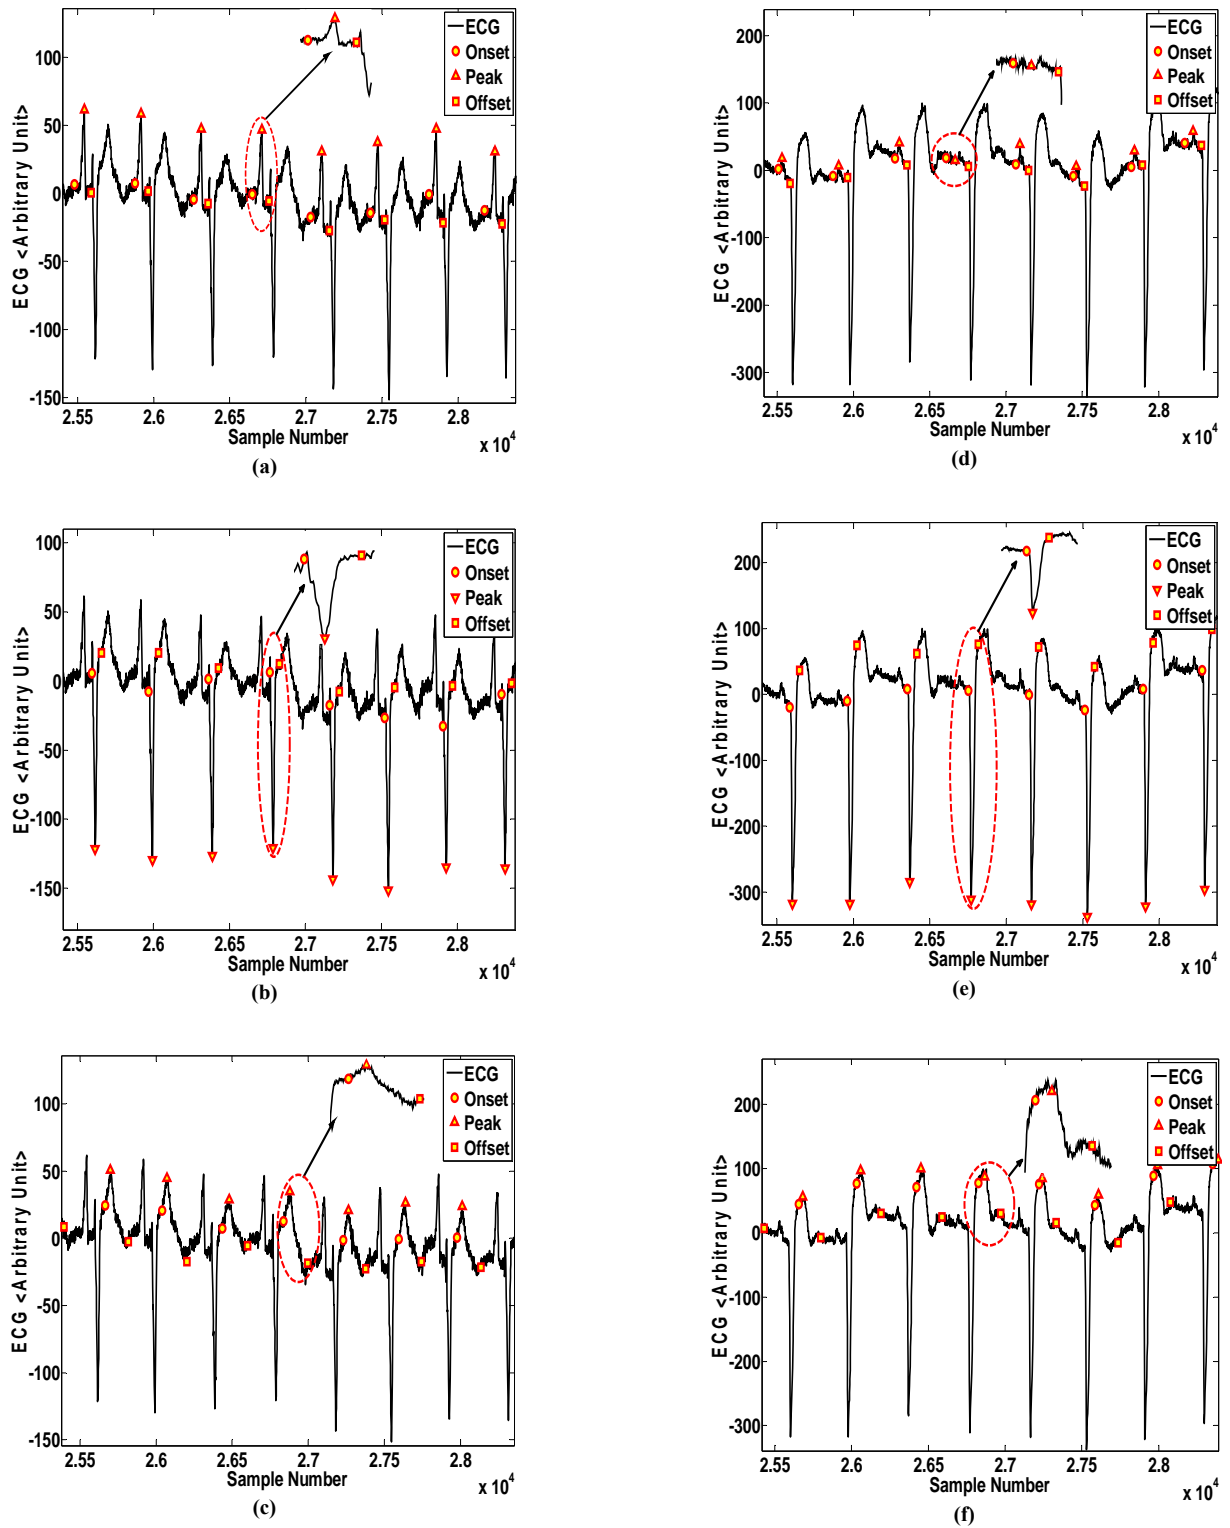 ECG
Onset
Peak
Offset
100
50
0
-50
-100
-150
ECG <Arbitrary Unit>
2.55 2.6 2.65 2.7 2.75 2.8
Sample Number
x 10^4
(a)
ECG
Onset
Peak
Offset
200
100
0
-100
-200
-300
ECG <Arbitrary Unit>
2.55 2.6 2.65 2.7 2.75 2.8
Sample Number
x 10^4
(d)
ECG
Onset
Peak
Offset
100
50
0
-50
-100
-150
ECG <Arbitrary Unit>
2.55 2.6 2.65 2.7 2.75 2.8
Sample Number
x 10^4
(b)
ECG
Onset
Peak
Offset
200
100
0
-100
-200
-300
ECG <Arbitrary Unit>
2.55 2.6 2.65 2.7 2.75 2.8
Sample Number
x 10^4
(e)
ECG
Onset
Peak
Offset
100
50
0
-50
-100
-150
ECG <Arbitrary Unit>
2.55 2.6 2.65 2.7 2.75 2.8
Sample Number
x 10^4
(c)
ECG
Onset
Peak
Offset
200
100
0
-100
-200
-300
ECG <Arbitrary Unit>
2.55 2.6 2.65 2.7 2.75 2.8
Sample Number
x 10^4
(f)